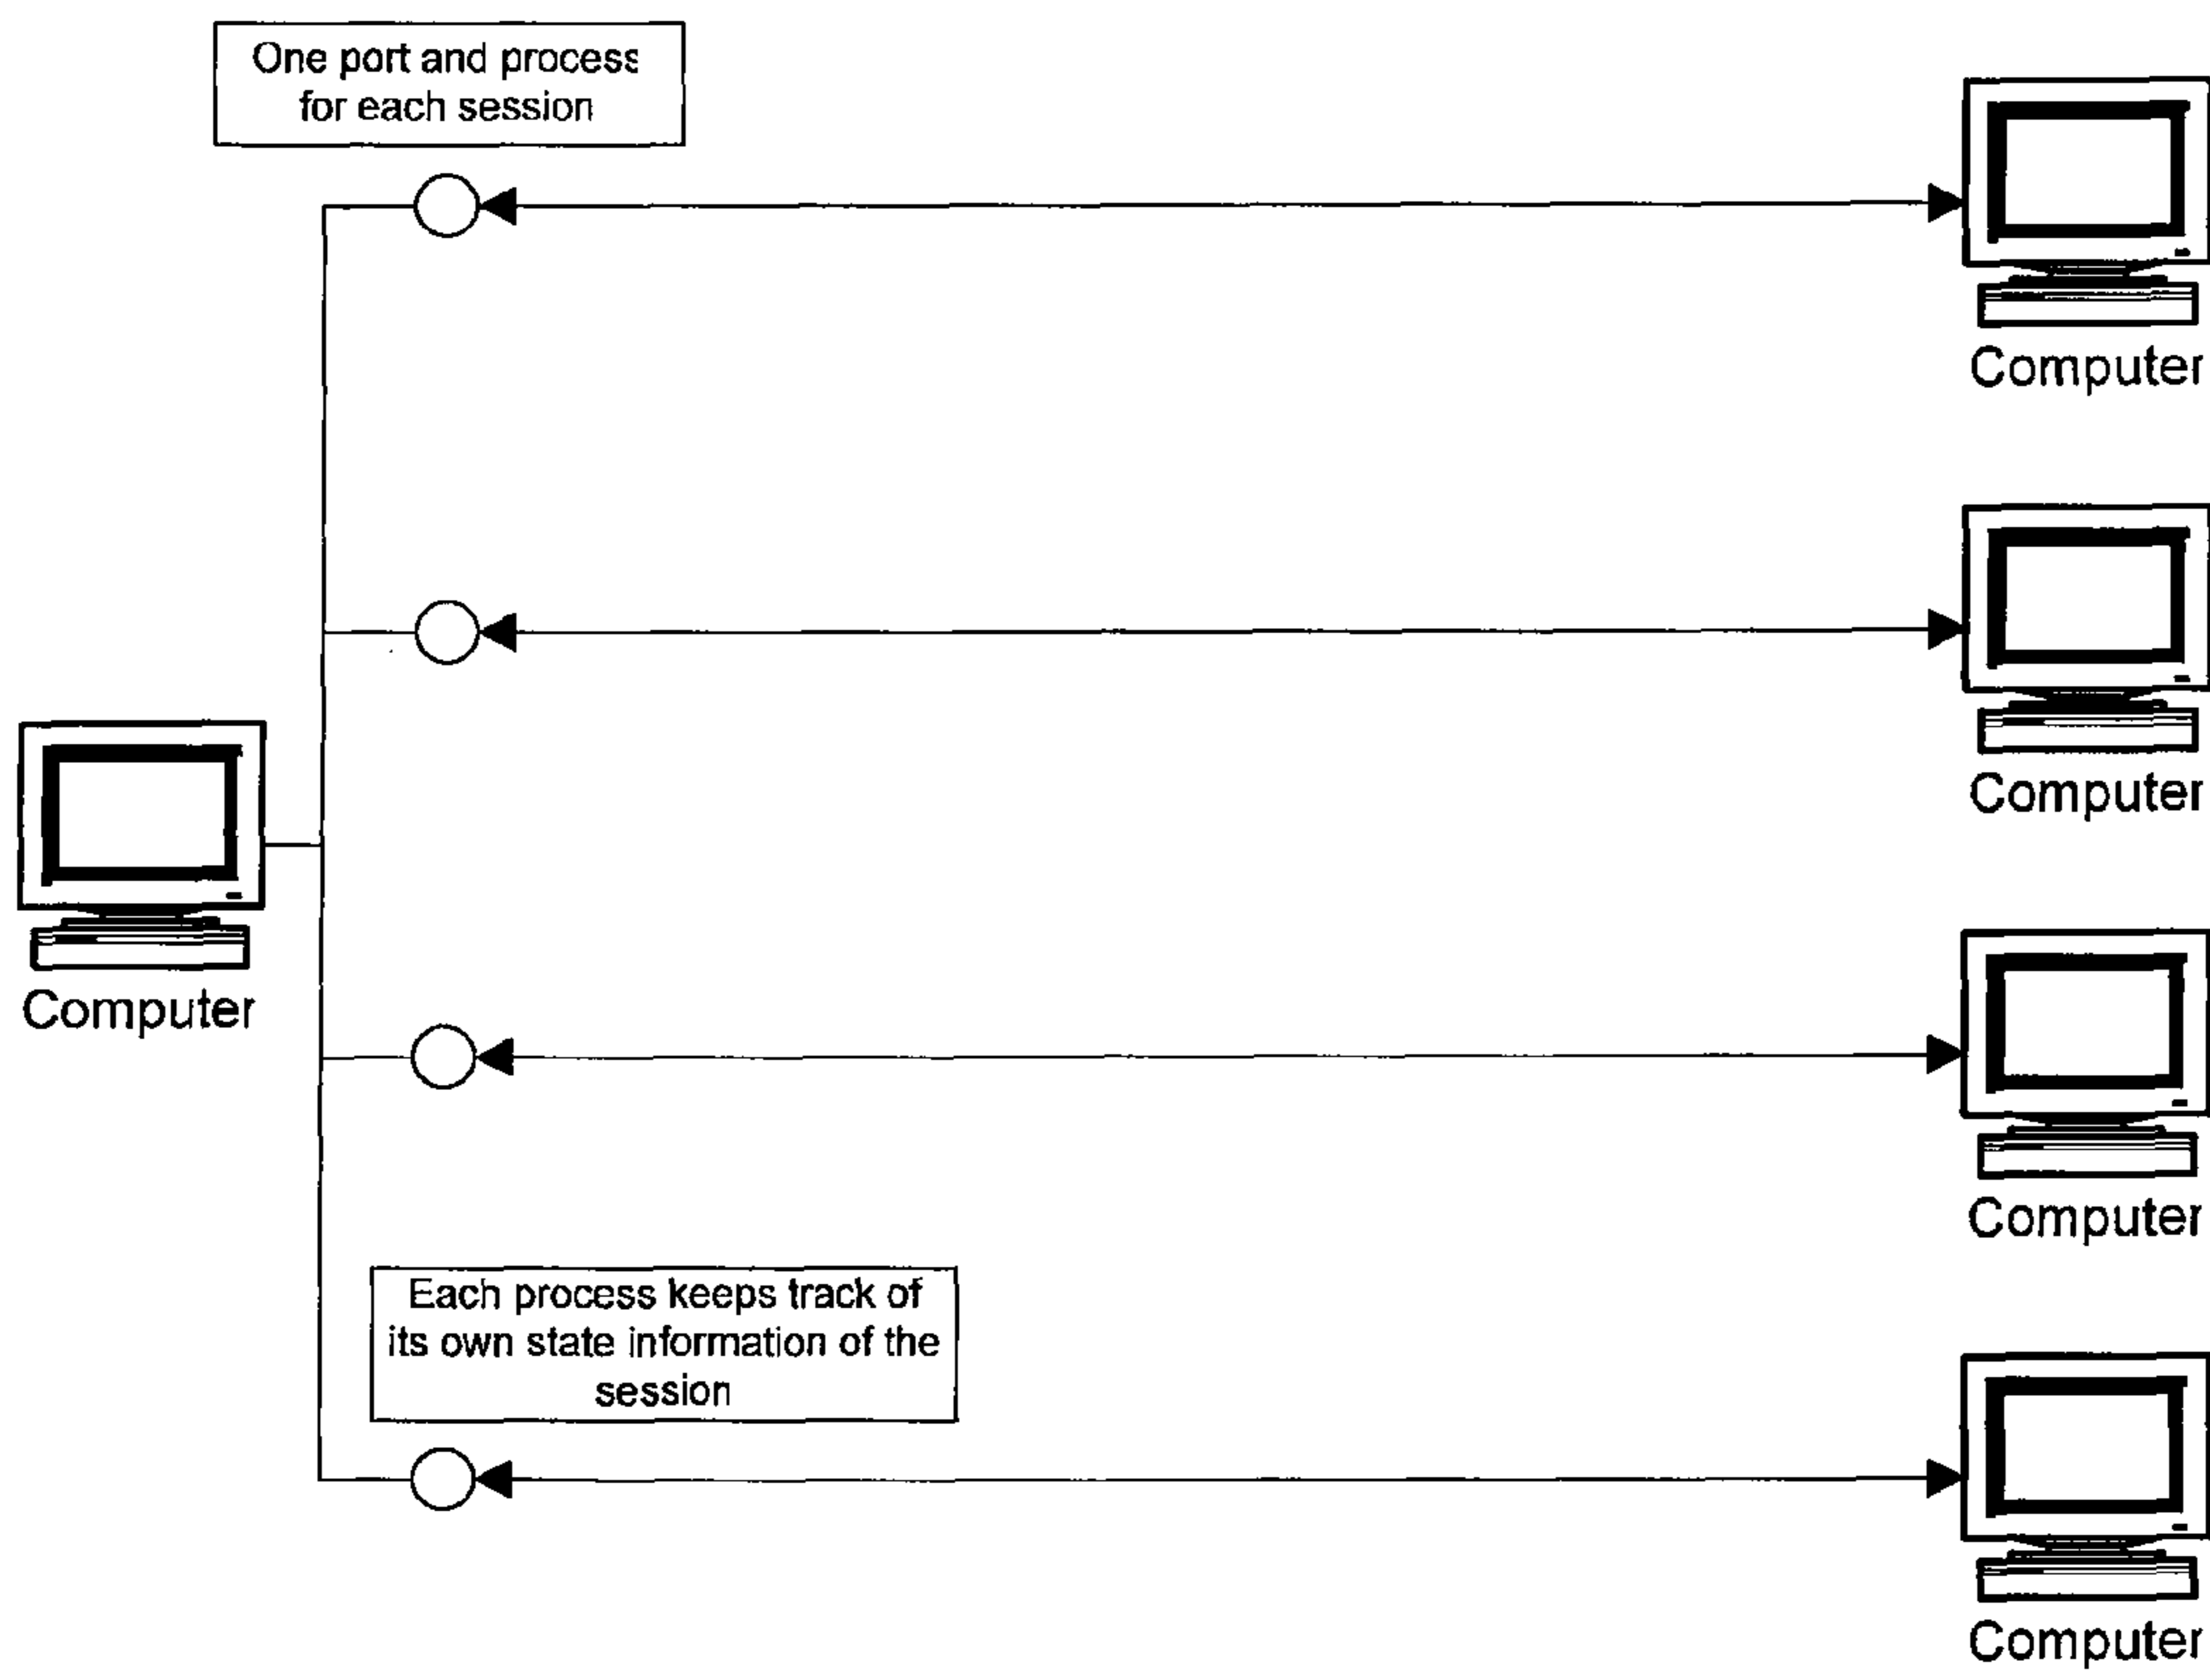 One port and process
for each session
Computer
Computer
Computer
Computer
Each process keeps track of
its own state information of the
session
Computer